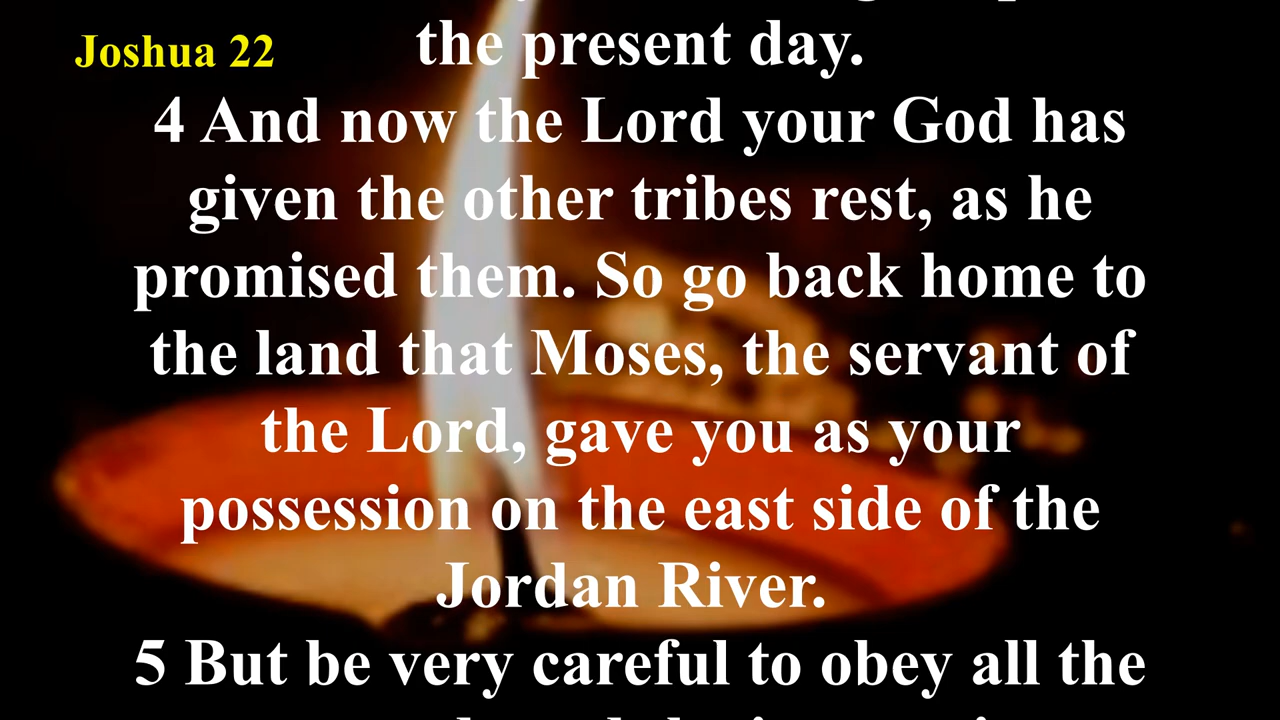 Joshua 22
the present day.
4 And now the Lord your God has
given the other tribes rest, as he
promised them. So go back home to
the land that Moses, the servant of
the Lord, gave you as your
possession on the east side of the
Jordan River.
5 But be very careful to obey all the